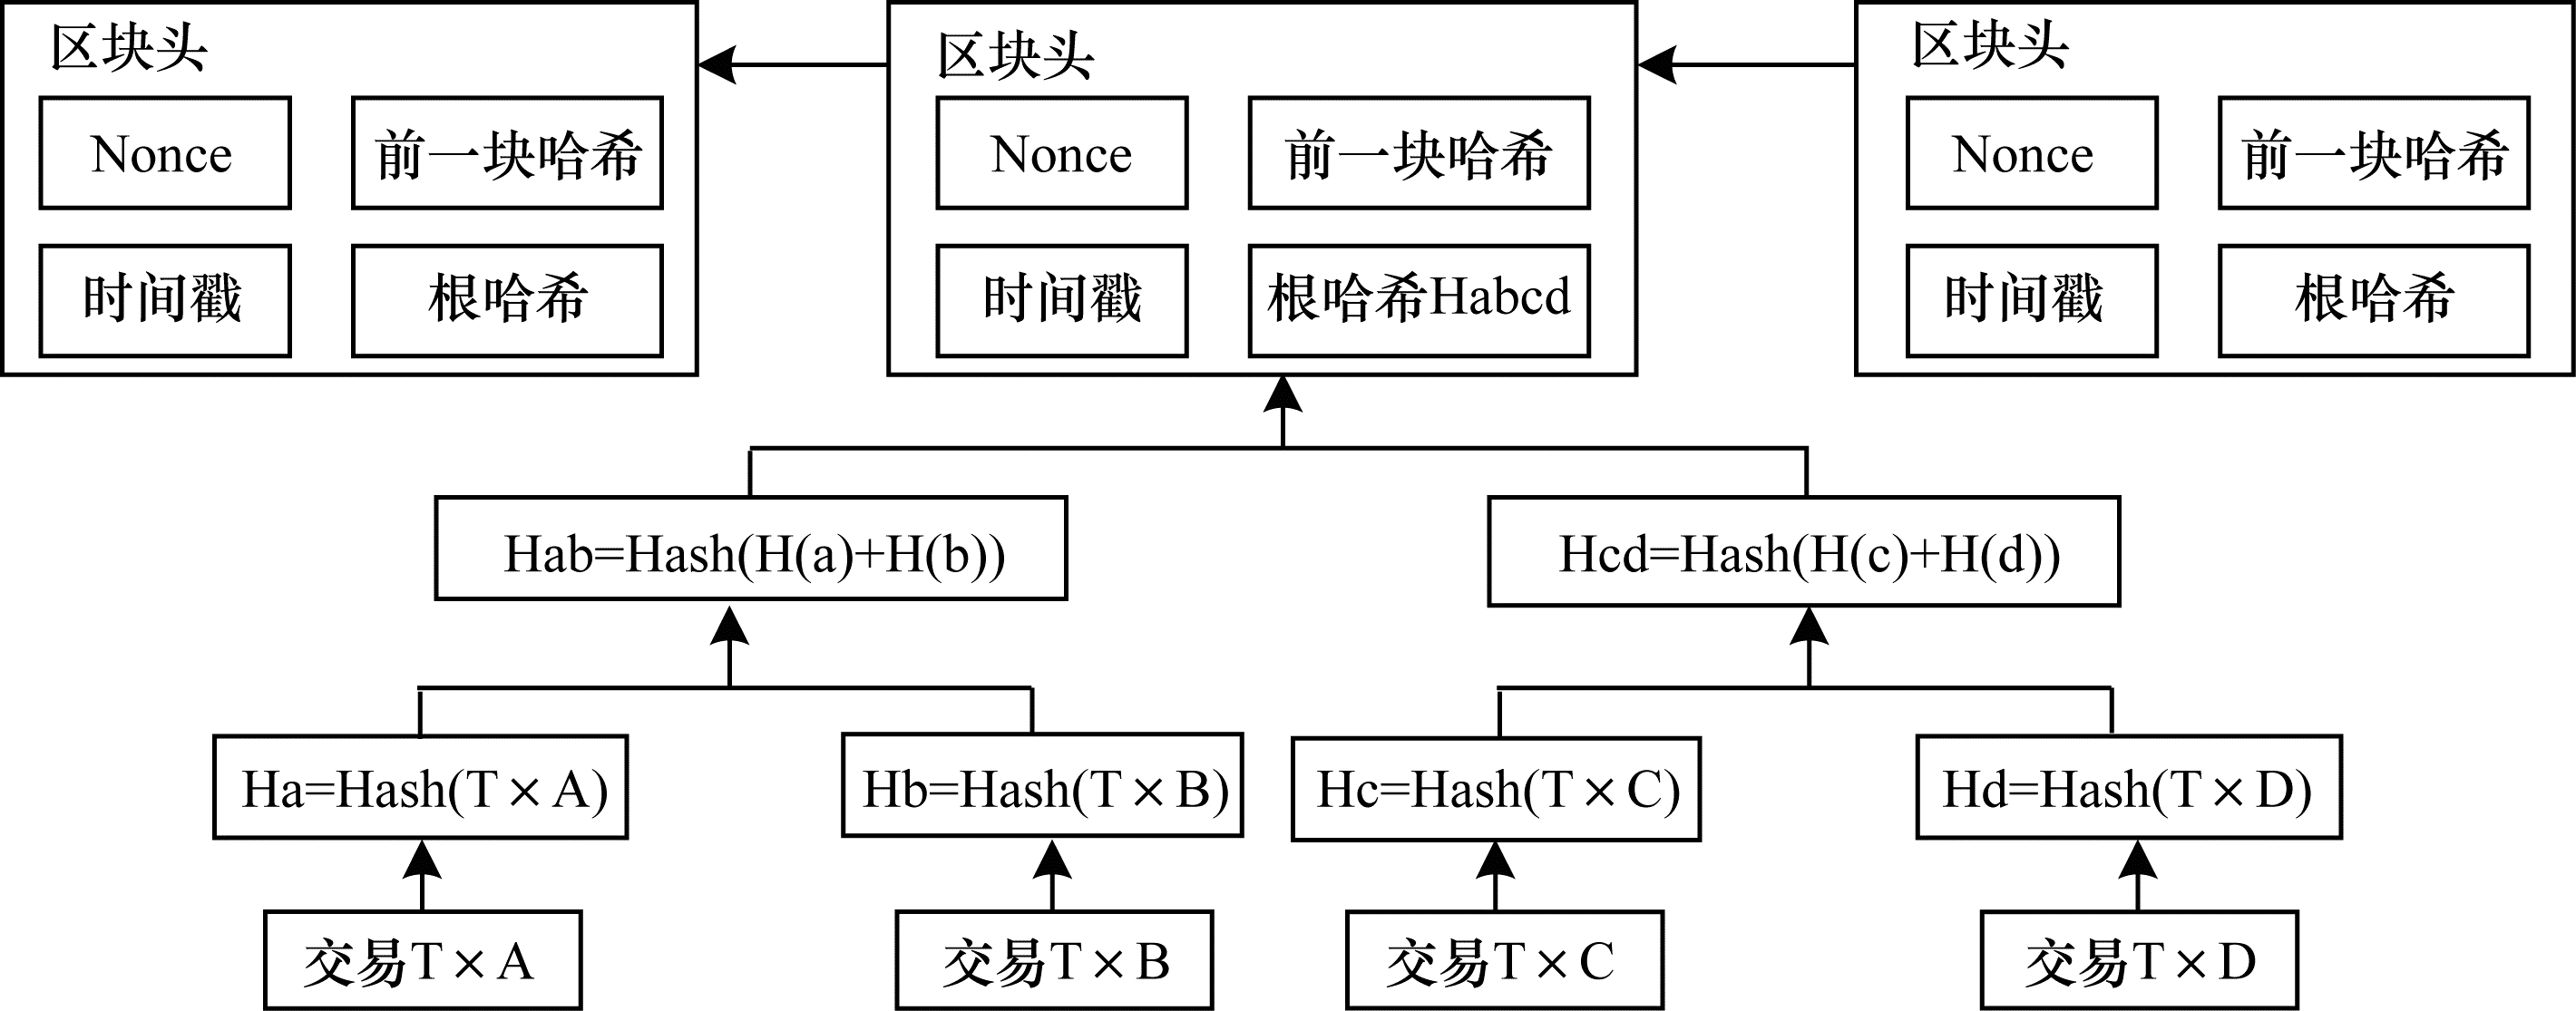 区块头
Nonce
前一块哈希
时间戳
根哈希
区块头
Nonce
前一块哈希
时间戳
根哈希Habcd
区块头
Nonce
前一块哈希
时间戳
根哈希
Hab=Hash(H(a)+H(b))
Hcd=Hash(H(c)+H(d))
Ha=Hash(T×A)
Hb=Hash(T×B)
Hc=Hash(T×C)
Hd=Hash(T×D)
交易T×A
交易T×B
交易T×C
交易T×D